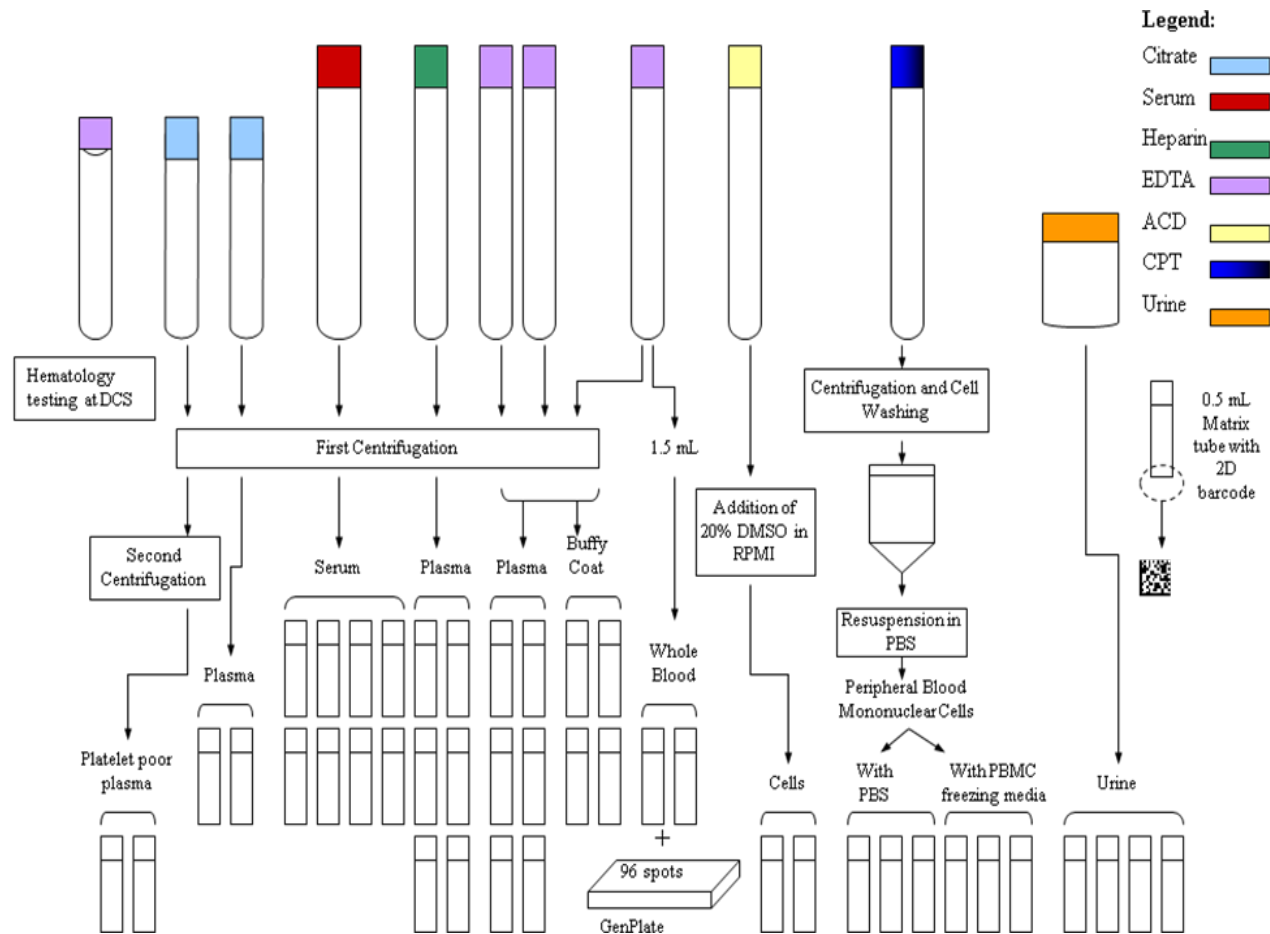 Legend:
Citrate
Serum
Heparin
EDTA
ACD
CPT
Urine
Hematology
testing at DCS
First Centrifugation
1.5 mL
Centrifugation and Cell
Washing
0.5 mL
Matrix
tube with
2D
barcode
Second
Centrifugation
Serum
Plasma
Plasma
Buffy
Coat
Addition of
20% DMSO in
RPMI
Resuspension in
PBS
Plasma
Whole
Blood
Peripheral Blood
Mononuclear Cells
Platelet poor
plasma
Cells
With
PBS
With PBMC
freezing media
Urine
+
96 spots
GenPlate